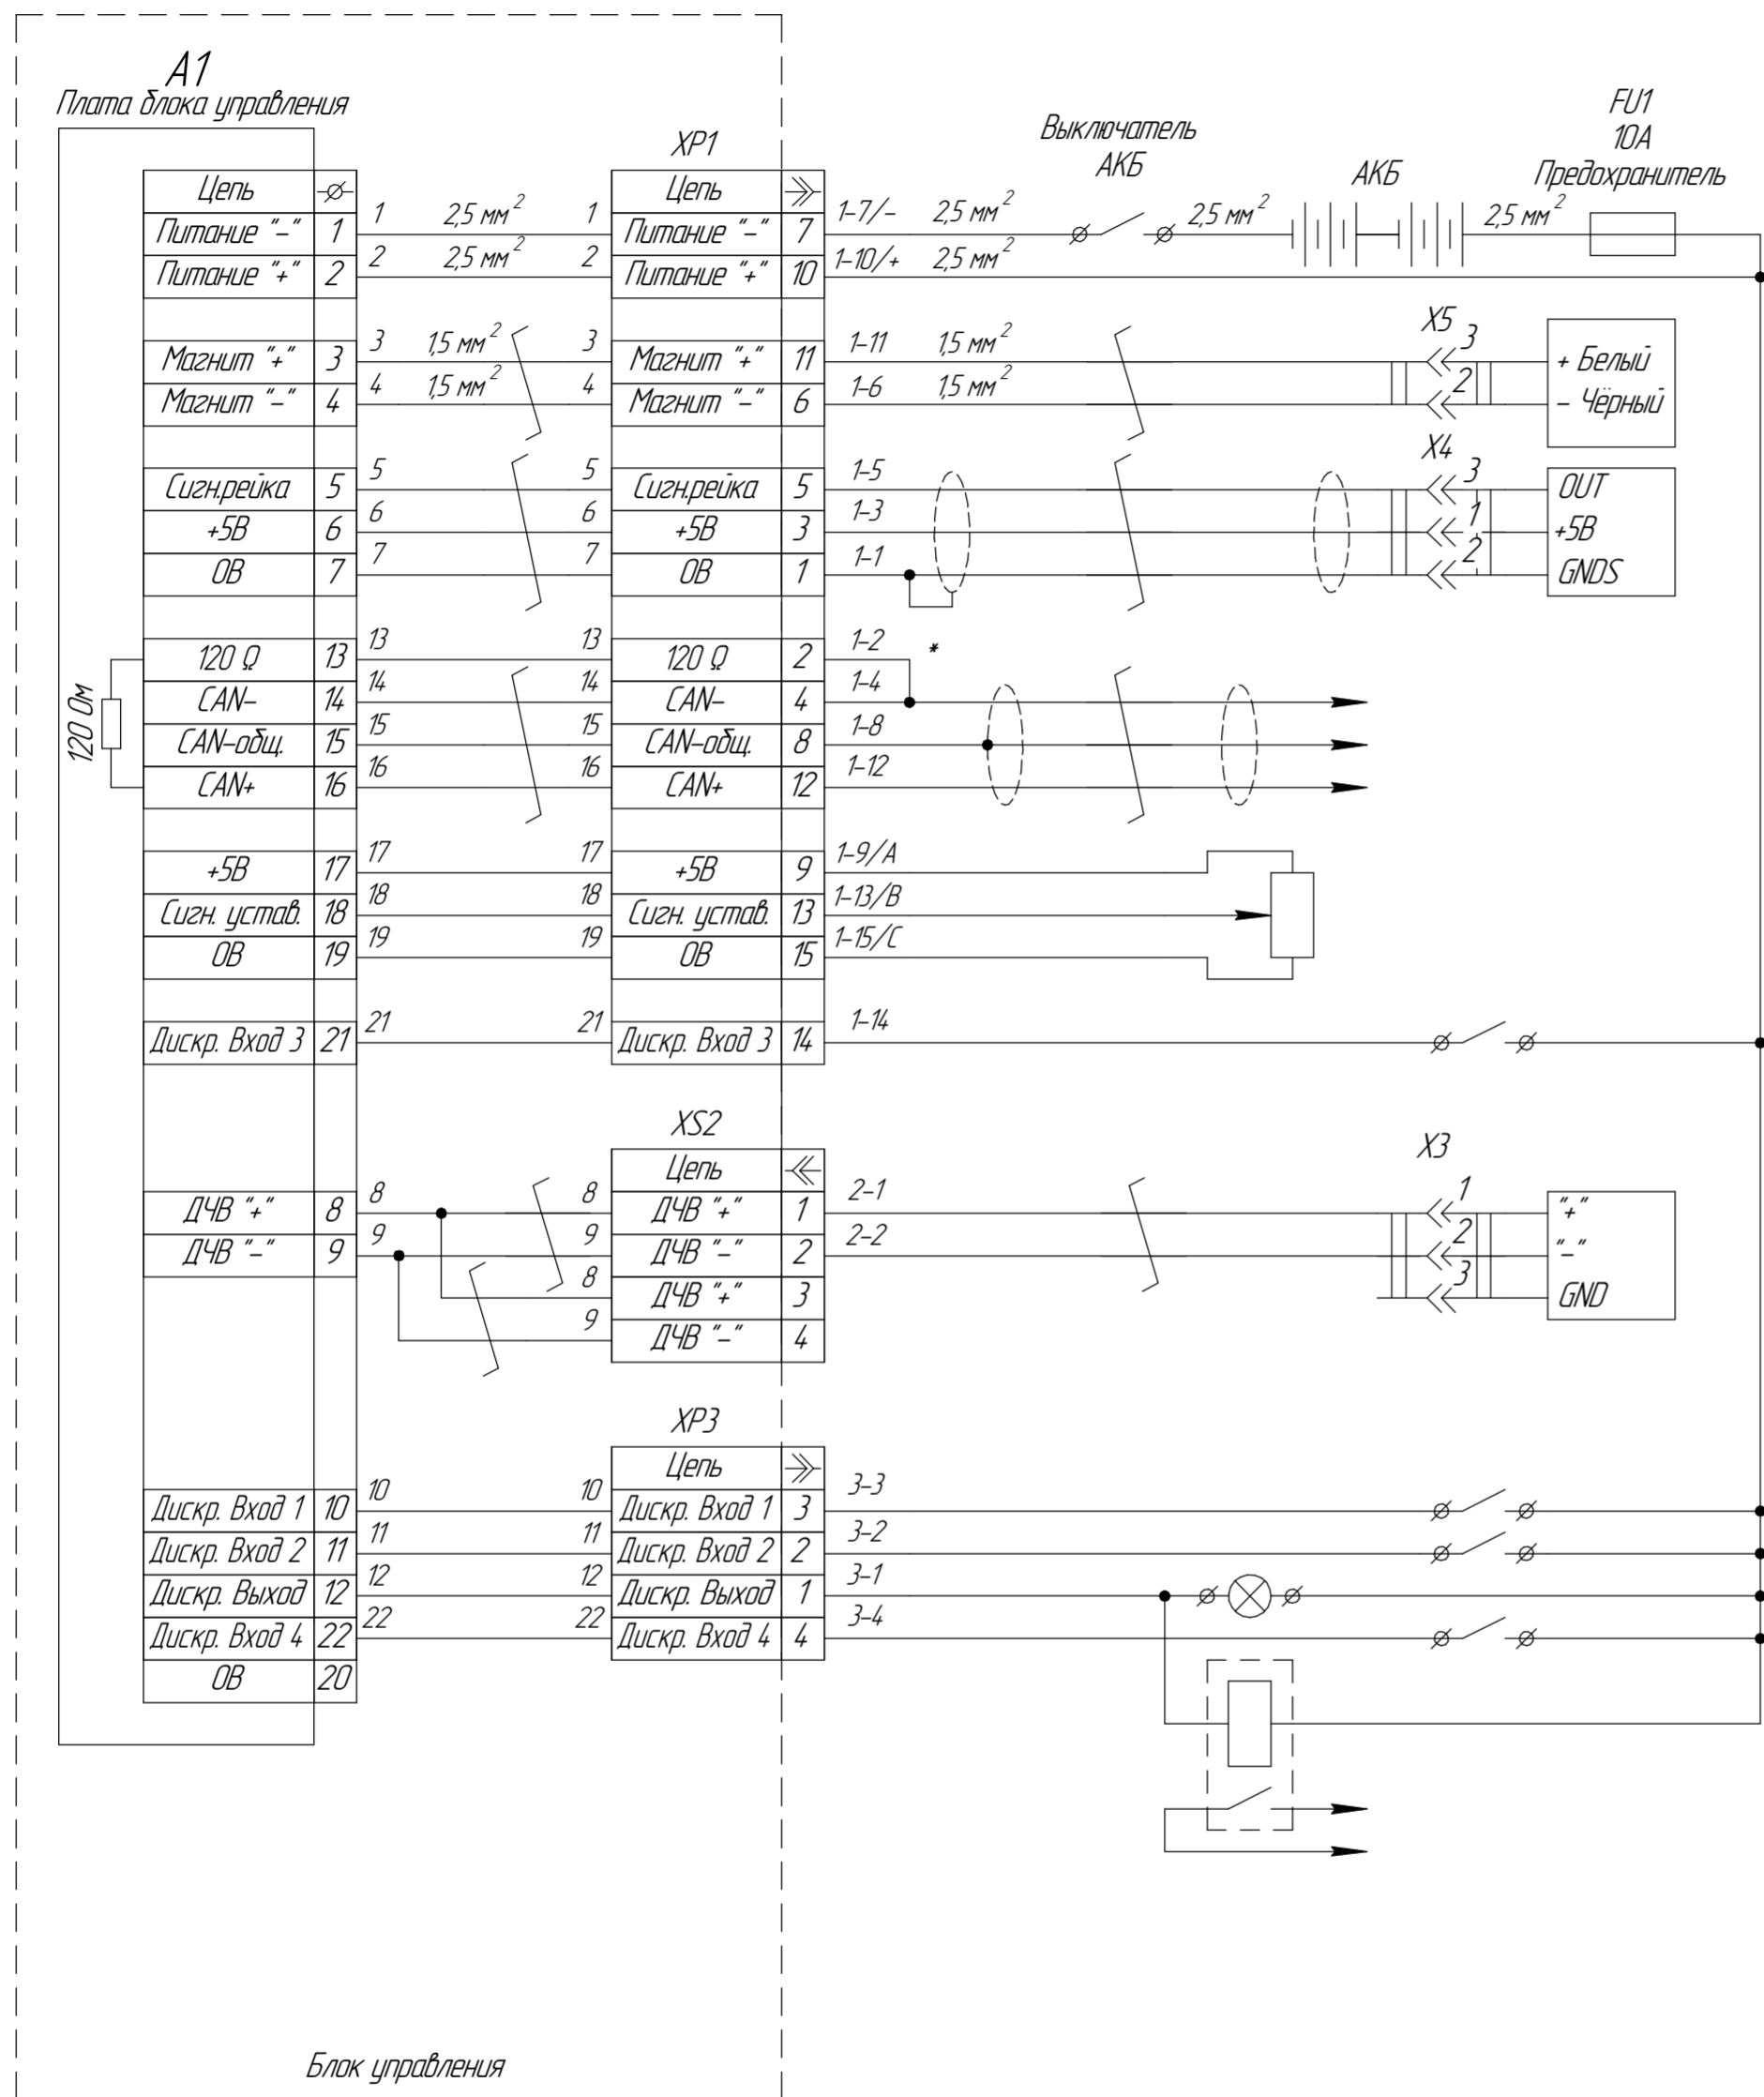 А1
Плата блока управления
ХР1
Выключатель
АКБ
АКБ
FU1
10А
Предохранитель
Цепь
Цепь
Питание "–" 1
1 2,5 мм² 1
Питание "–" 7
1-7/- 2,5 мм² 2,5 мм² 2,5 мм²
Питание "+" 2
2 2,5 мм² 2
Питание "+" 10
1-10/+ 2,5 мм²
Х5
Магнит "+" 3
3 1,5 мм² 3
Магнит "+" 11
1-11 1,5 мм² 3
+ Белый
Магнит "–" 4
4 1,5 мм² 4
Магнит "–" 6
1-6 1,5 мм² 2
– Чёрный
Х4
Сигн.рейка 5
5 5
Сигн.рейка 5
1-5 3
OUT
+5В 6
6 6
+5В 3
1-3 1
+5В
0В 7
7 7
0В 1
1-1 2
GNDS
120 Ω 13
13 13
120 Ω 2
1-2 *
CAN– 14
14 14
CAN– 4
1-4
120 Ом
CAN-общ. 15
15 15
CAN-общ. 8
1-8
CAN+ 16
16 16
CAN+ 12
1-12
+5В 17
17 17
+5В 9
1-9/А
Сигн. устав. 18
18 18
Сигн. устав. 13
1-13/В
0В 19
19 19
0В 15
1-15/С
Дискр. Вход 3 21
21 21
Дискр. Вход 3 14
1-14
XS2
Х3
Цепь
ДЧВ "+" 8
8 8
ДЧВ "+" 1
2-1 1
"+"
ДЧВ "–" 9
9 9
ДЧВ "–" 2
2-2 2
"–"
8
ДЧВ "+" 3
3
GND
9
ДЧВ "–" 4
ХР3
Цепь
Дискр. Вход 1 10
10 10
Дискр. Вход 1 3
3-3
Дискр. Вход 2 11
11 11
Дискр. Вход 2 2
3-2
Дискр. Выход 12
12 12
Дискр. Выход 1
3-1
Дискр. Вход 4 22
22 22
Дискр. Вход 4 4
3-4
0В 20
Блок управления